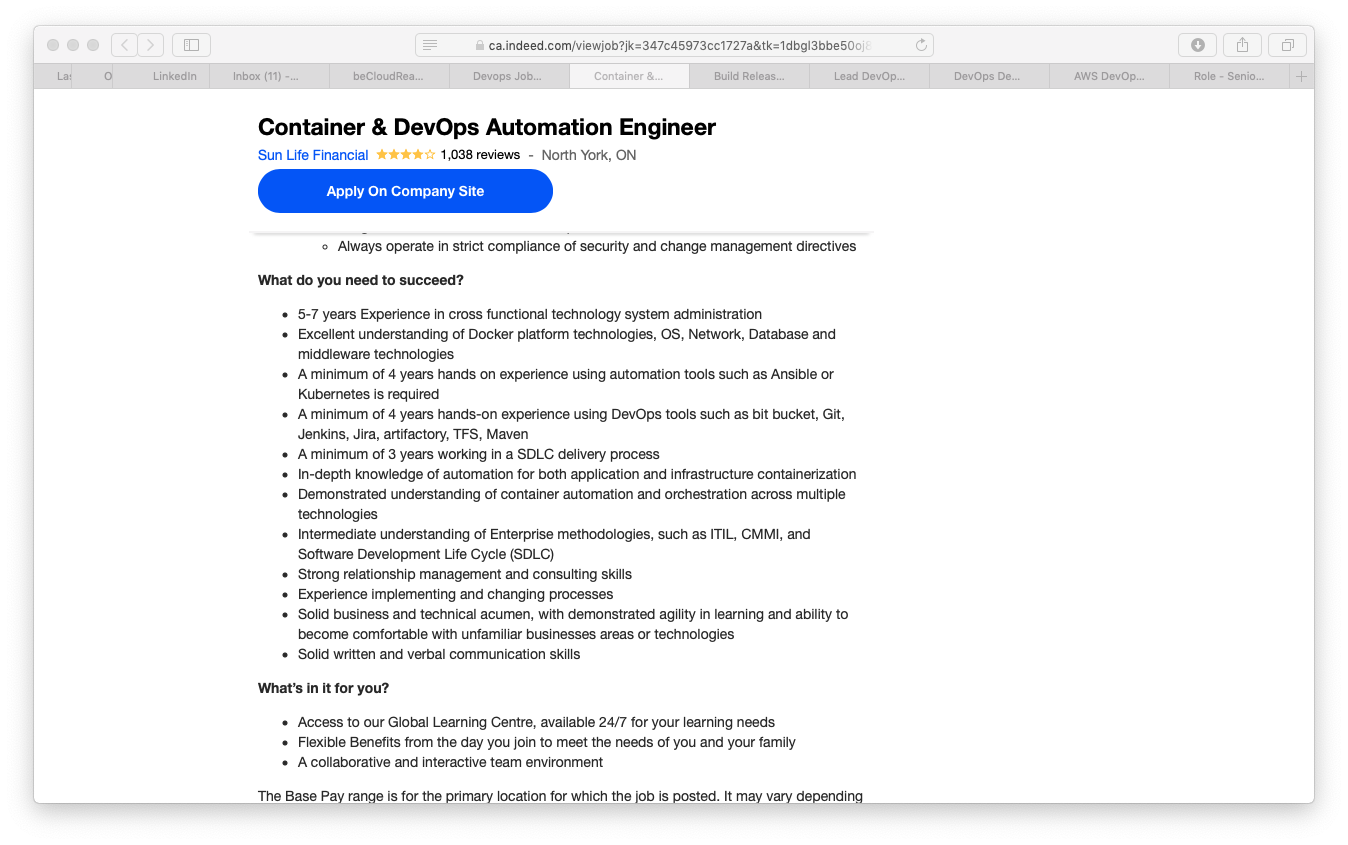 ca.indeed.com/viewjob?jk=347c45973cc1727a&tk=1dbgl3bbe50oj8
Las O LinkedIn Inbox (11) -... beCloudRea... Devops Job... Container &... Build Releas... Lead DevOp... DevOps De... AWS DevOp... Role - Senio...
Container & DevOps Automation Engineer
Sun Life Financial 1,038 reviews - North York, ON
Apply On Company Site
Always operate in strict compliance of security and change management directives
What do you need to succeed?
5-7 years Experience in cross functional technology system administration
Excellent understanding of Docker platform technologies, OS, Network, Database and
middleware technologies
A minimum of 4 years hands on experience using automation tools such as Ansible or
Kubernetes is required
A minimum of 4 years hands-on experience using DevOps tools such as bit bucket, Git,
Jenkins, Jira, artifactory, TFS, Maven
A minimum of 3 years working in a SDLC delivery process
In-depth knowledge of automation for both application and infrastructure containerization
Demonstrated understanding of container automation and orchestration across multiple
technologies
Intermediate understanding of Enterprise methodologies, such as ITIL, CMMI, and
Software Development Life Cycle (SDLC)
Strong relationship management and consulting skills
Experience implementing and changing processes
Solid business and technical acumen, with demonstrated agility in learning and ability to
become comfortable with unfamiliar businesses areas or technologies
Solid written and verbal communication skills
What's in it for you?
Access to our Global Learning Centre, available 24/7 for your learning needs
Flexible Benefits from the day you join to meet the needs of you and your family
A collaborative and interactive team environment
The Base Pay range is for the primary location for which the job is posted. It may vary depending